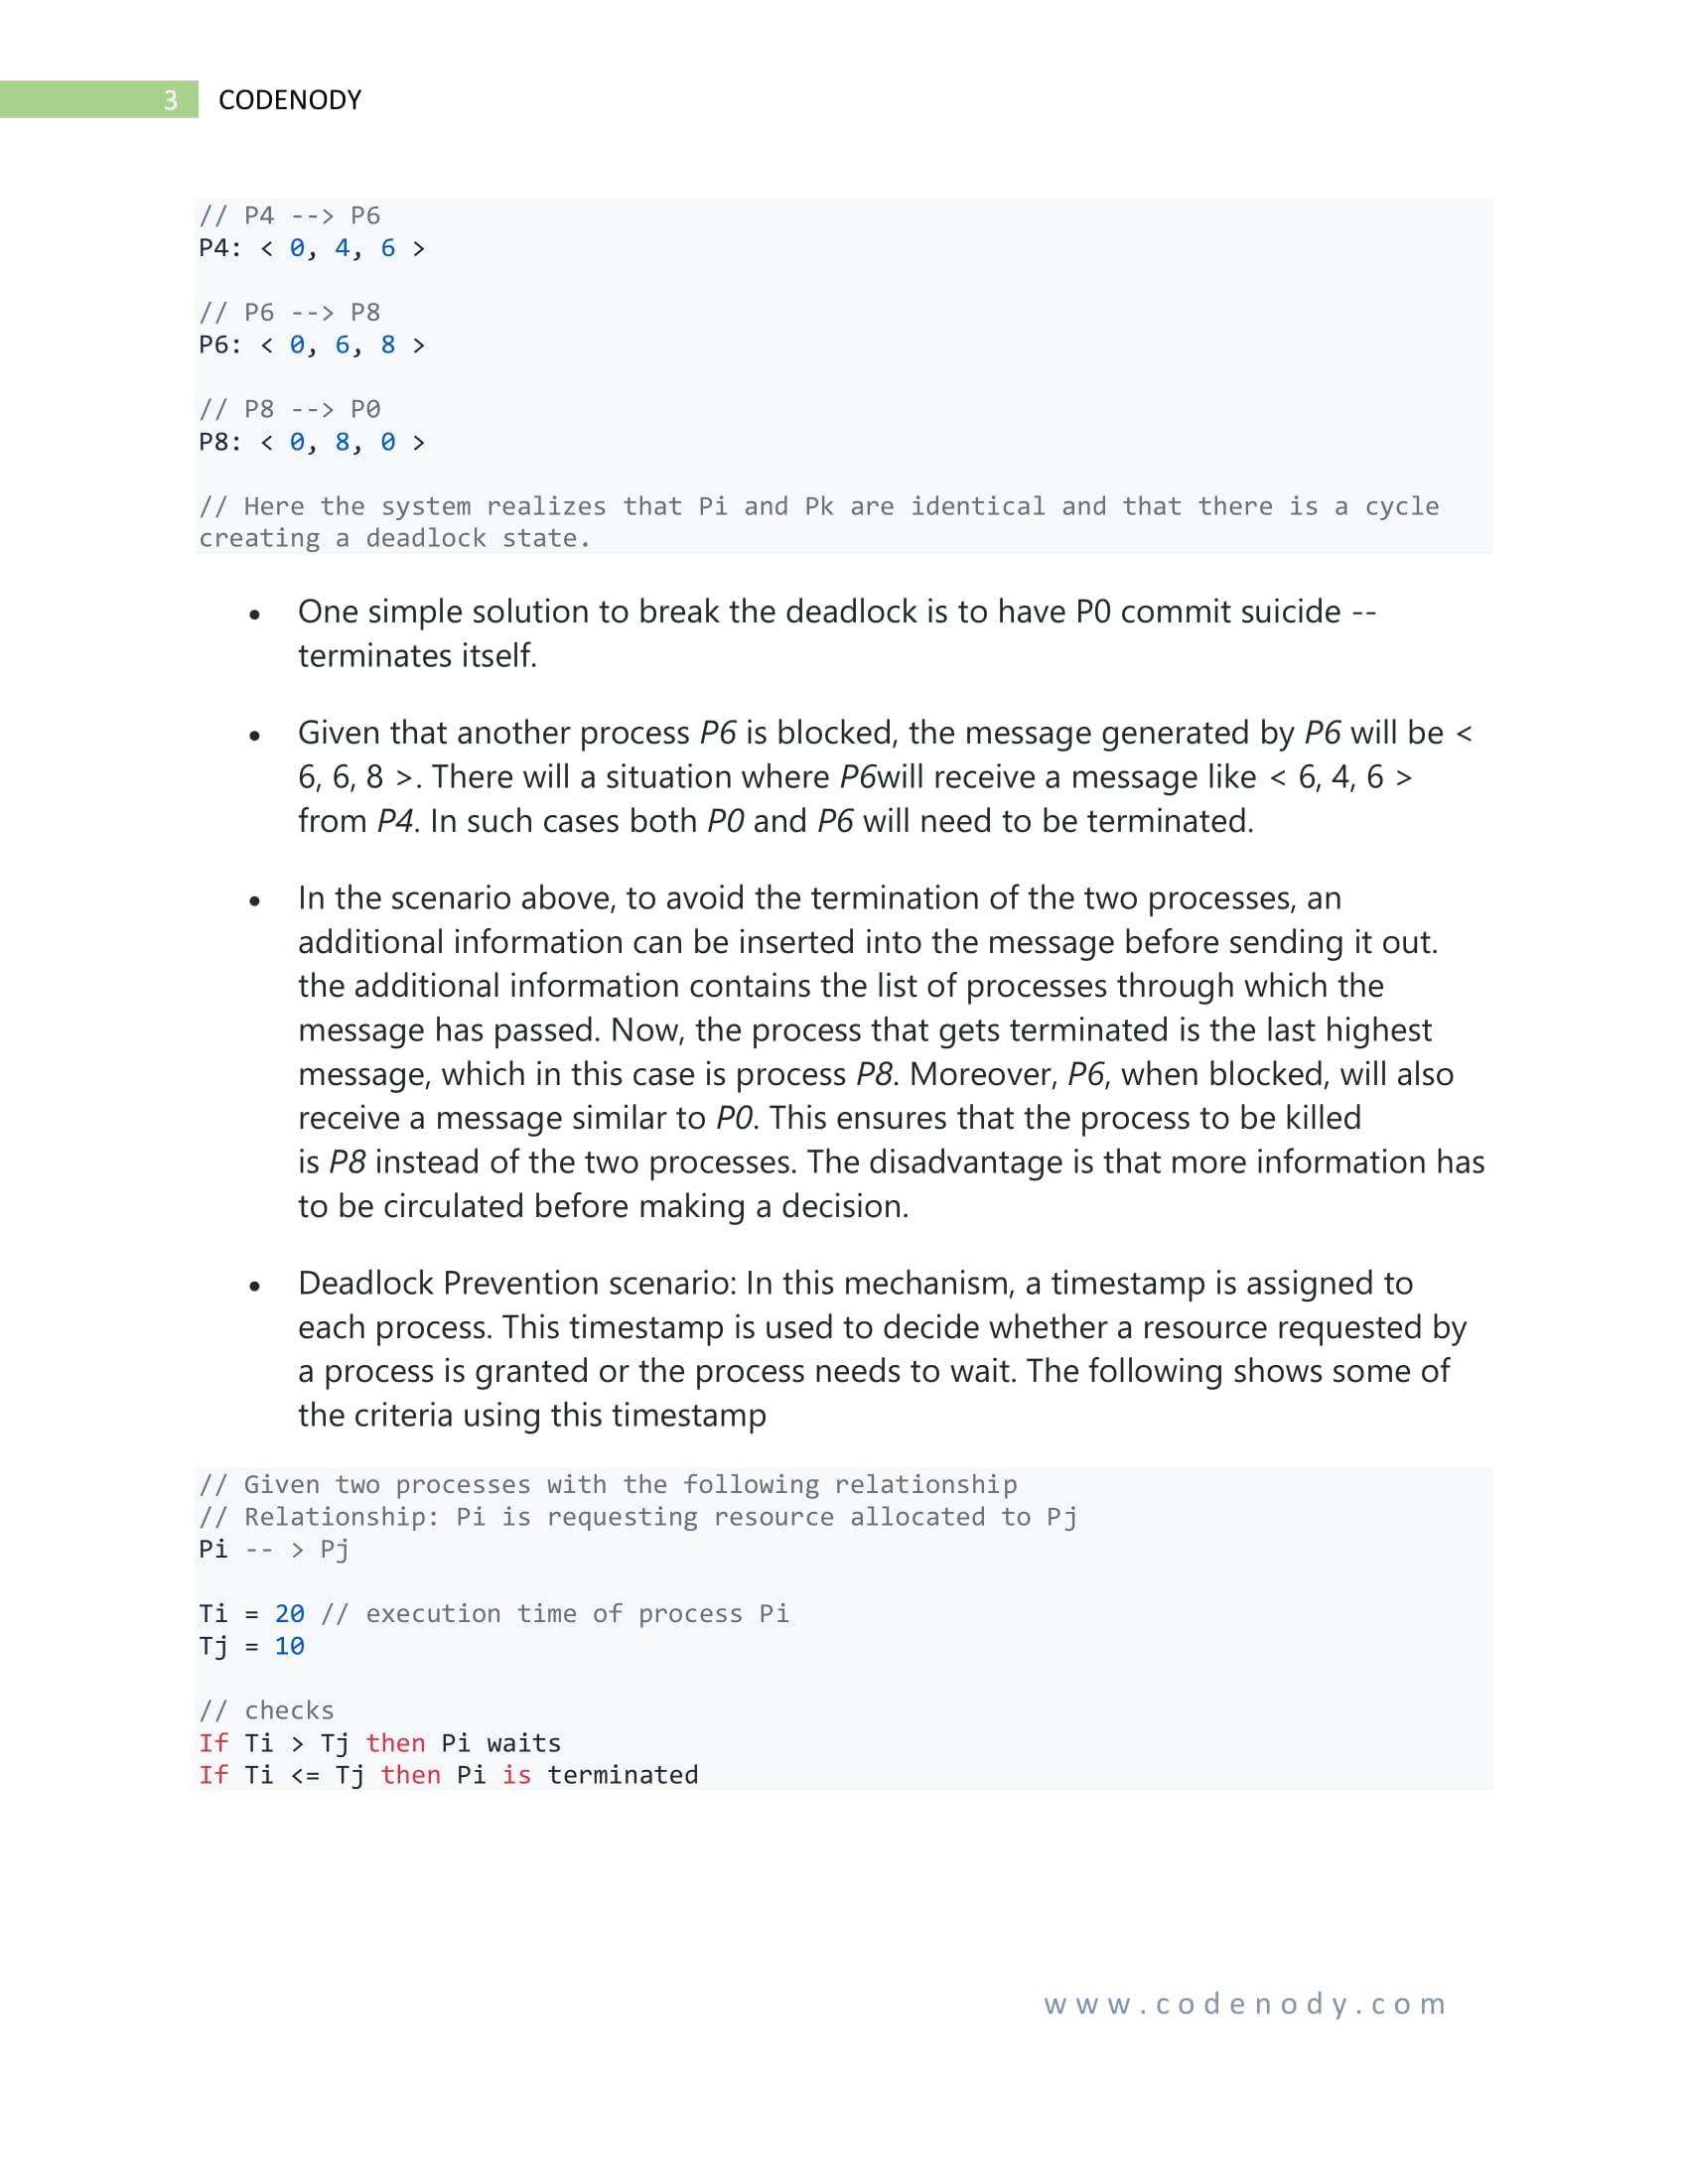 3 CODENODY
// P4 --> P6
P4: < 0, 4, 6 >
// P6 --> P8
P6: < 0, 6, 8 >
// P8 --> P0
P8: < 0, 8, 0 >
// Here the system realizes that Pi and Pk are identical and that there is a cycle
creating a deadlock state.
• One simple solution to break the deadlock is to have P0 commit suicide --
terminates itself.
• Given that another process P6 is blocked, the message generated by P6 will be <
6, 6, 8 >. There will a situation where P6will receive a message like < 6, 4, 6 >
from P4. In such cases both P0 and P6 will need to be terminated.
• In the scenario above, to avoid the termination of the two processes, an
additional information can be inserted into the message before sending it out.
the additional information contains the list of processes through which the
message has passed. Now, the process that gets terminated is the last highest
message, which in this case is process P8. Moreover, P6, when blocked, will also
receive a message similar to P0. This ensures that the process to be killed
is P8 instead of the two processes. The disadvantage is that more information has
to be circulated before making a decision.
• Deadlock Prevention scenario: In this mechanism, a timestamp is assigned to
each process. This timestamp is used to decide whether a resource requested by
a process is granted or the process needs to wait. The following shows some of
the criteria using this timestamp
// Given two processes with the following relationship
// Relationship: Pi is requesting resource allocated to Pj
Pi -- > Pj
Ti = 20 // execution time of process Pi
Tj = 10
// checks
If Ti > Tj then Pi waits
If Ti <= Tj then Pi is terminated
www.codenody.com